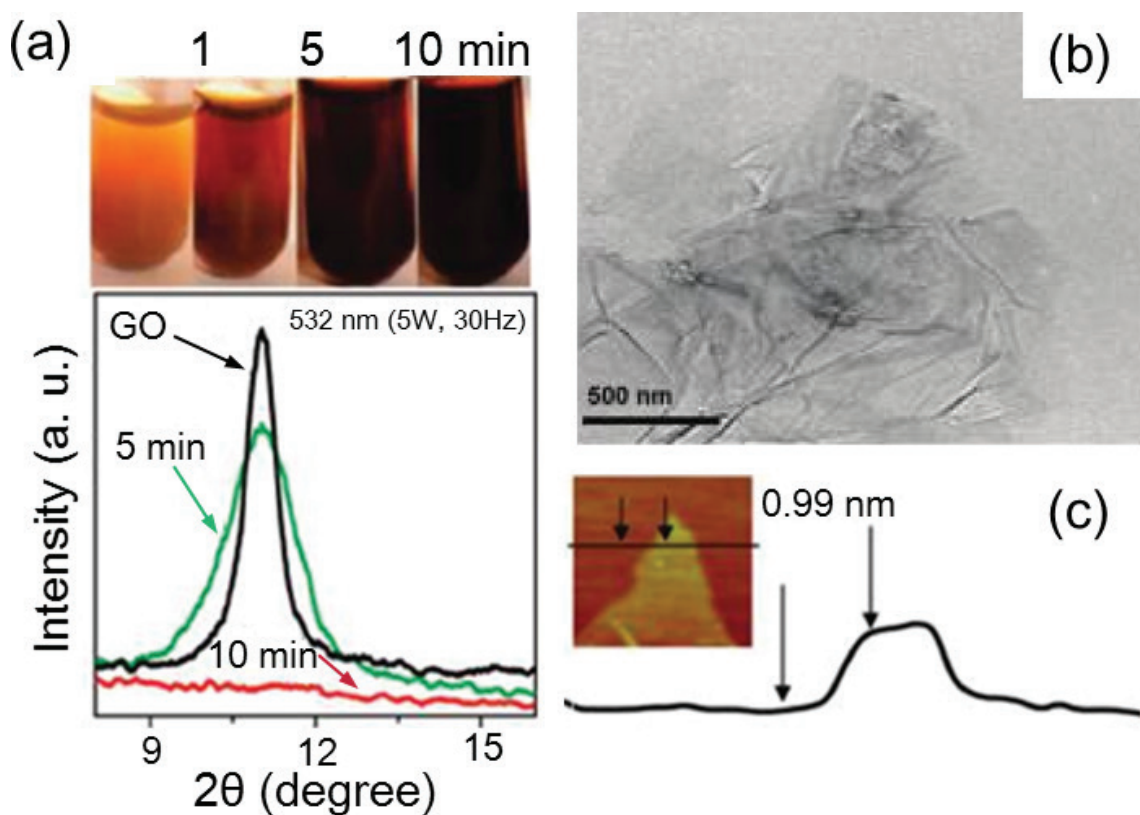 (a)
1 5 10 min
532 nm (5W, 30Hz)
GO
5 min
10 min
Intensity (a. u.)
9 12 15
2θ (degree)
(b)
500 nm
0.99 nm
(c)